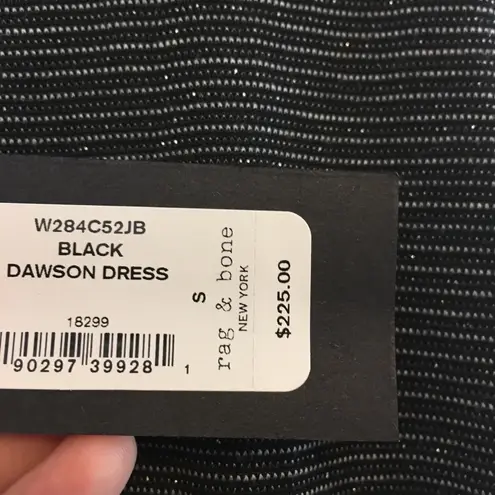 W284C52JB
BLACK
DAWSON DRESS
18299
90297 39928 1
S
rag & bone
NEW YORK
$225.00